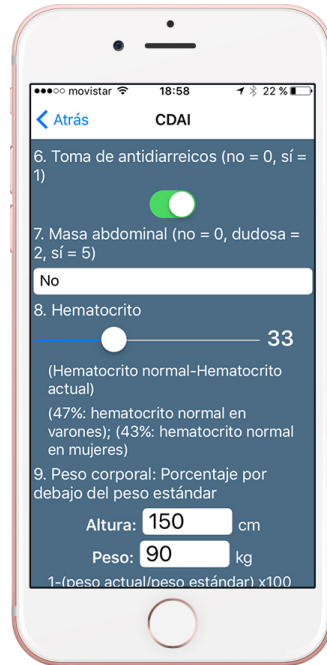 movistar 18:58 22 %
Atrás CDAI
6. Toma de antidiarreicos (no = 0, sí =
1)
7. Masa abdominal (no = 0, dudosa =
2, sí = 5)
No
8. Hematocrito
33
(Hematocrito normal-Hematocrito
actual)
(47%: hematocrito normal en
varones); (43%: hematocrito normal
en mujeres)
9. Peso corporal: Porcentaje por
debajo del peso estándar
Altura: 150 cm
Peso: 90 kg
1-(peso actual/peso estándar) x100